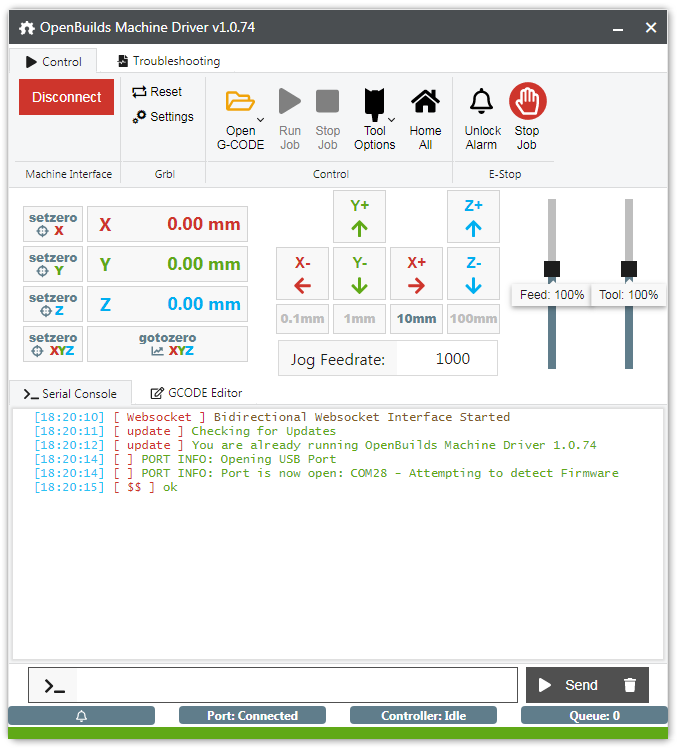 OpenBuilds Machine Driver v1.0.74
Control
Troubleshooting
Disconnect
Machine Interface
Reset
Settings
Grbl
Open
G-CODE
Run
Job
Stop
Job
Tool
Options
Home
All
Control
Unlock
Alarm
Stop
Job
E-Stop
setzero
X
X 0.00 mm
setzero
Y
Y 0.00 mm
setzero
Z
Z 0.00 mm
setzero
XYZ
gotozero
XYZ
Y+
Z+
X-
Y-
X+
Z-
0.1mm
1mm
10mm
100mm
Jog Feedrate: 1000
Feed: 100%
Tool: 100%
Serial Console
GCODE Editor
[18:20:10] [ Websocket ] Bidirectional Websocket Interface Started
[18:20:11] [ update ] Checking for Updates
[18:20:12] [ update ] You are already running OpenBuilds Machine Driver 1.0.74
[18:20:14] [ ] PORT INFO: Opening USB Port
[18:20:14] [ ] PORT INFO: Port is now open: COM28 - Attempting to detect Firmware
[18:20:15] [ $$ ] ok
Send
Port: Connected
Controller: Idle
Queue: 0